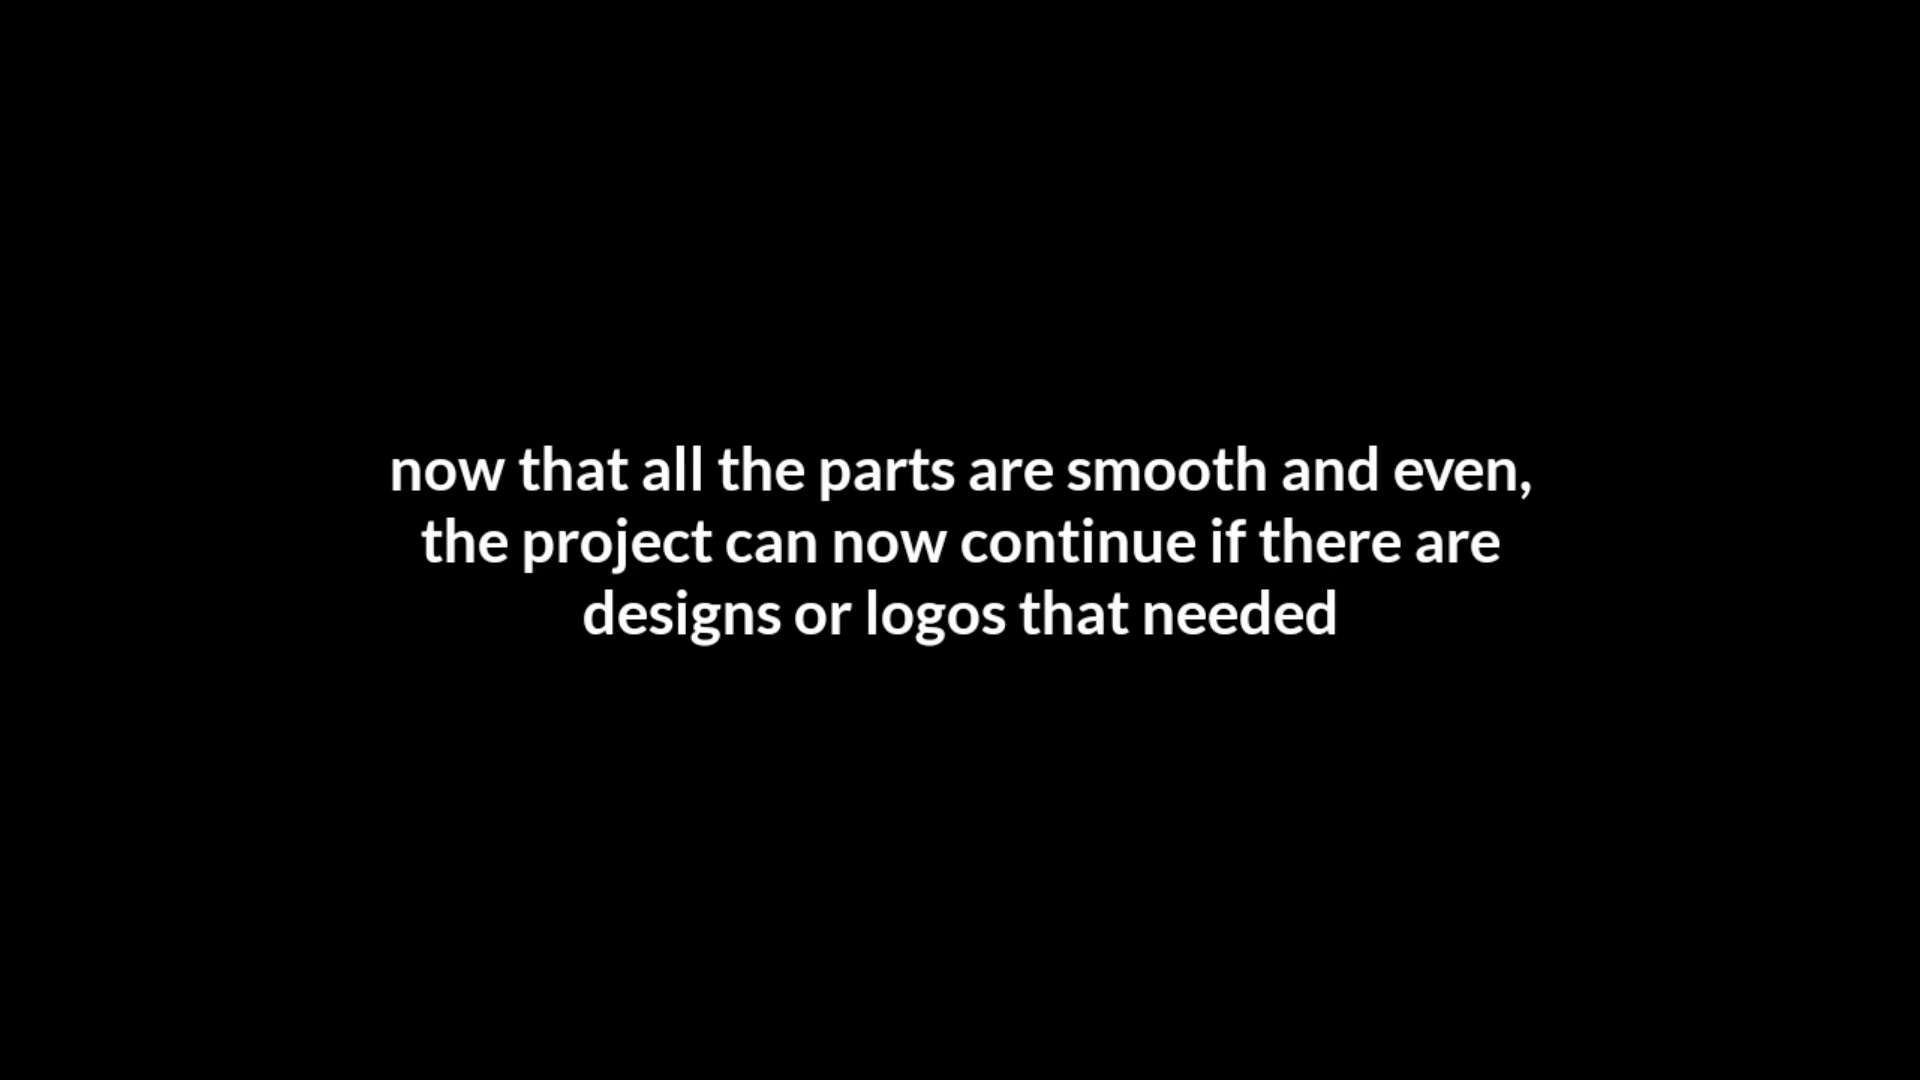 now that all the parts are smooth and even,
the project can now continue if there are
designs or logos that needed